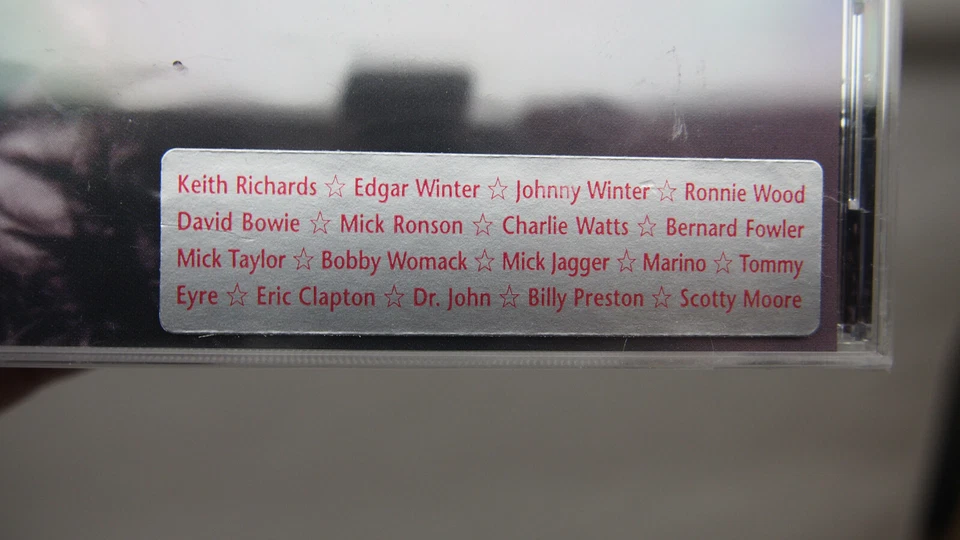 Keith Richards ☆ Edgar Winter ☆ Johnny Winter ☆ Ronnie Wood
David Bowie ☆ Mick Ronson ☆ Charlie Watts ☆ Bernard Fowler
Mick Taylor ☆ Bobby Womack ☆ Mick Jagger ☆ Marino ☆ Tommy
Eyre ☆ Eric Clapton ☆ Dr. John ☆ Billy Preston ☆ Scotty Moore